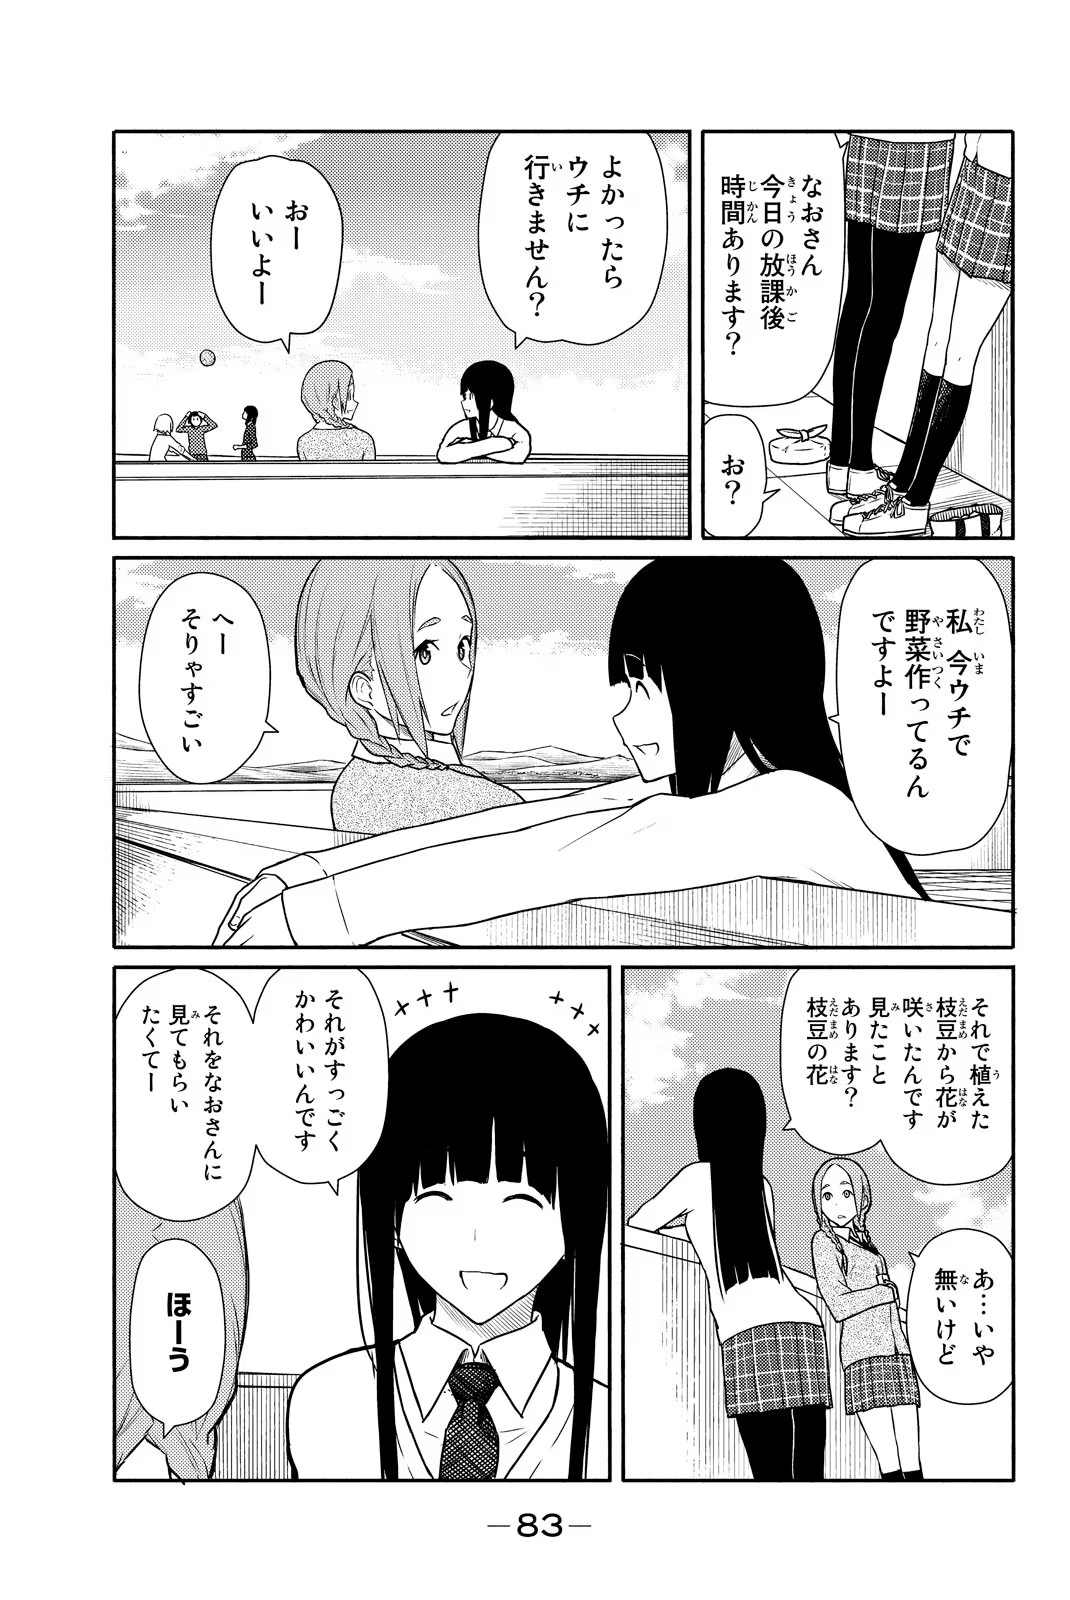 なおさん
今日の放課後
時間あります?
お?
よかったら
ウチに
行きません?
おー
いいよー
私 今ウチで
野菜作ってるん
ですよー
へー
そりゃすごい
それで植えた
枝豆から花が
咲いたんです
見たこと
あります?
枝豆の花
あ…いや
無いけど
それがすっごく
かわいいんです
それをなおさんに
見てもらい
たくてー
ほーう
—83—